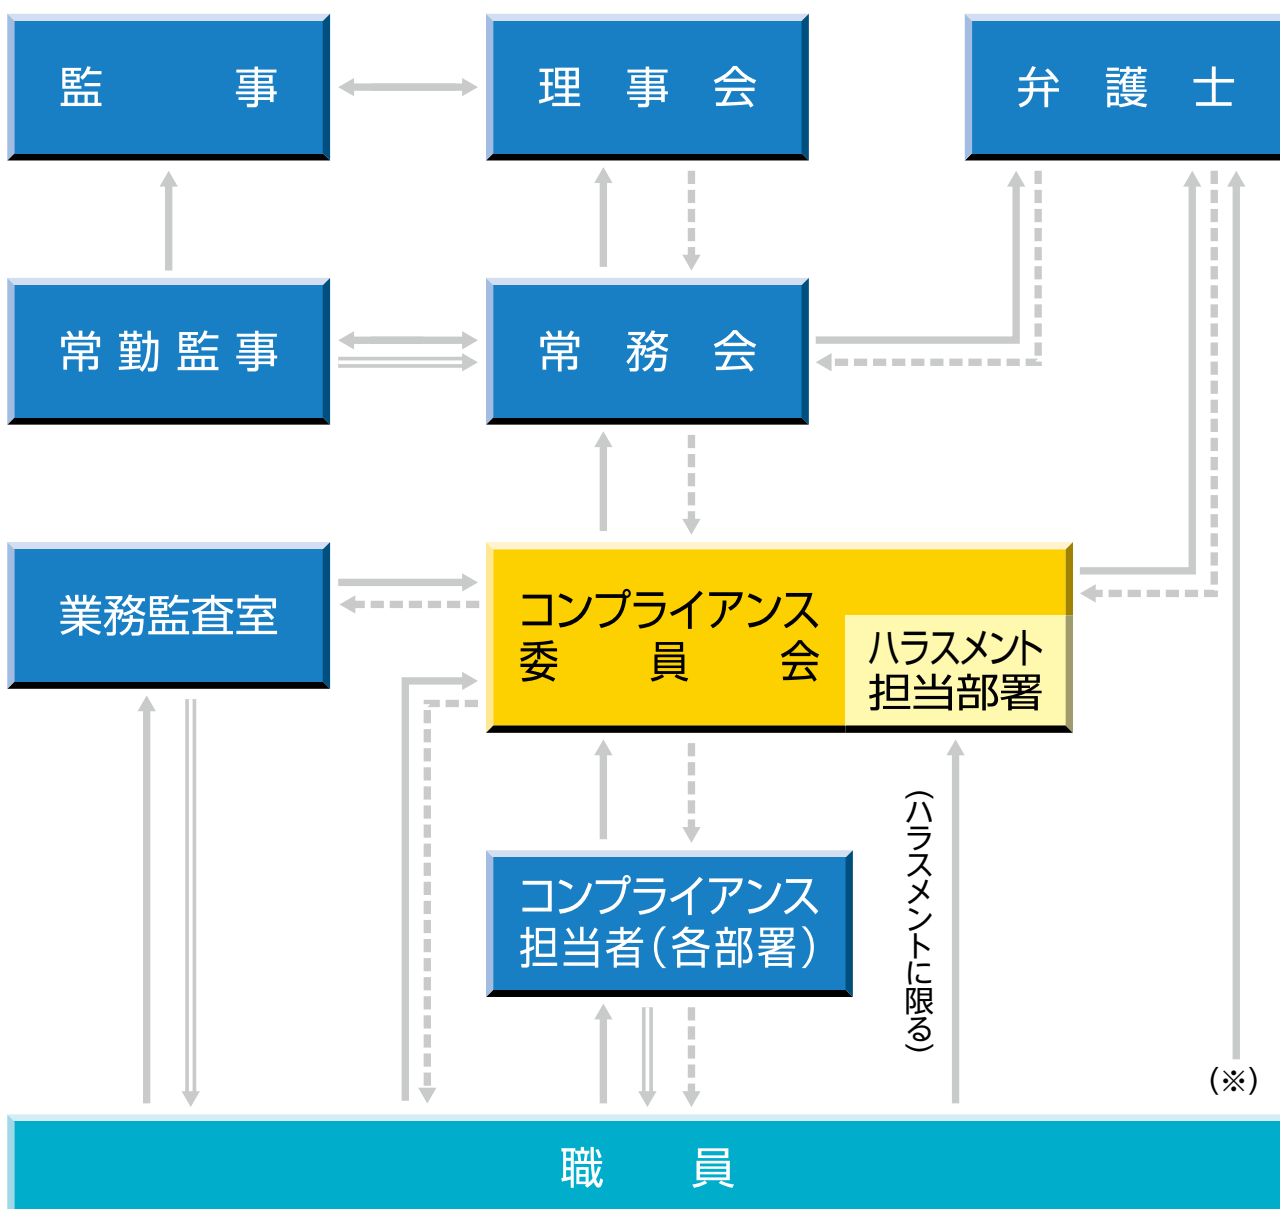 監事
理事会
弁護士
常勤監事
常務会
業務監査室
コンプライアンス
委員会
ハラスメント
担当部署
コンプライアンス
担当者(各部署)
(ハラスメントに限る)
(※)
職員